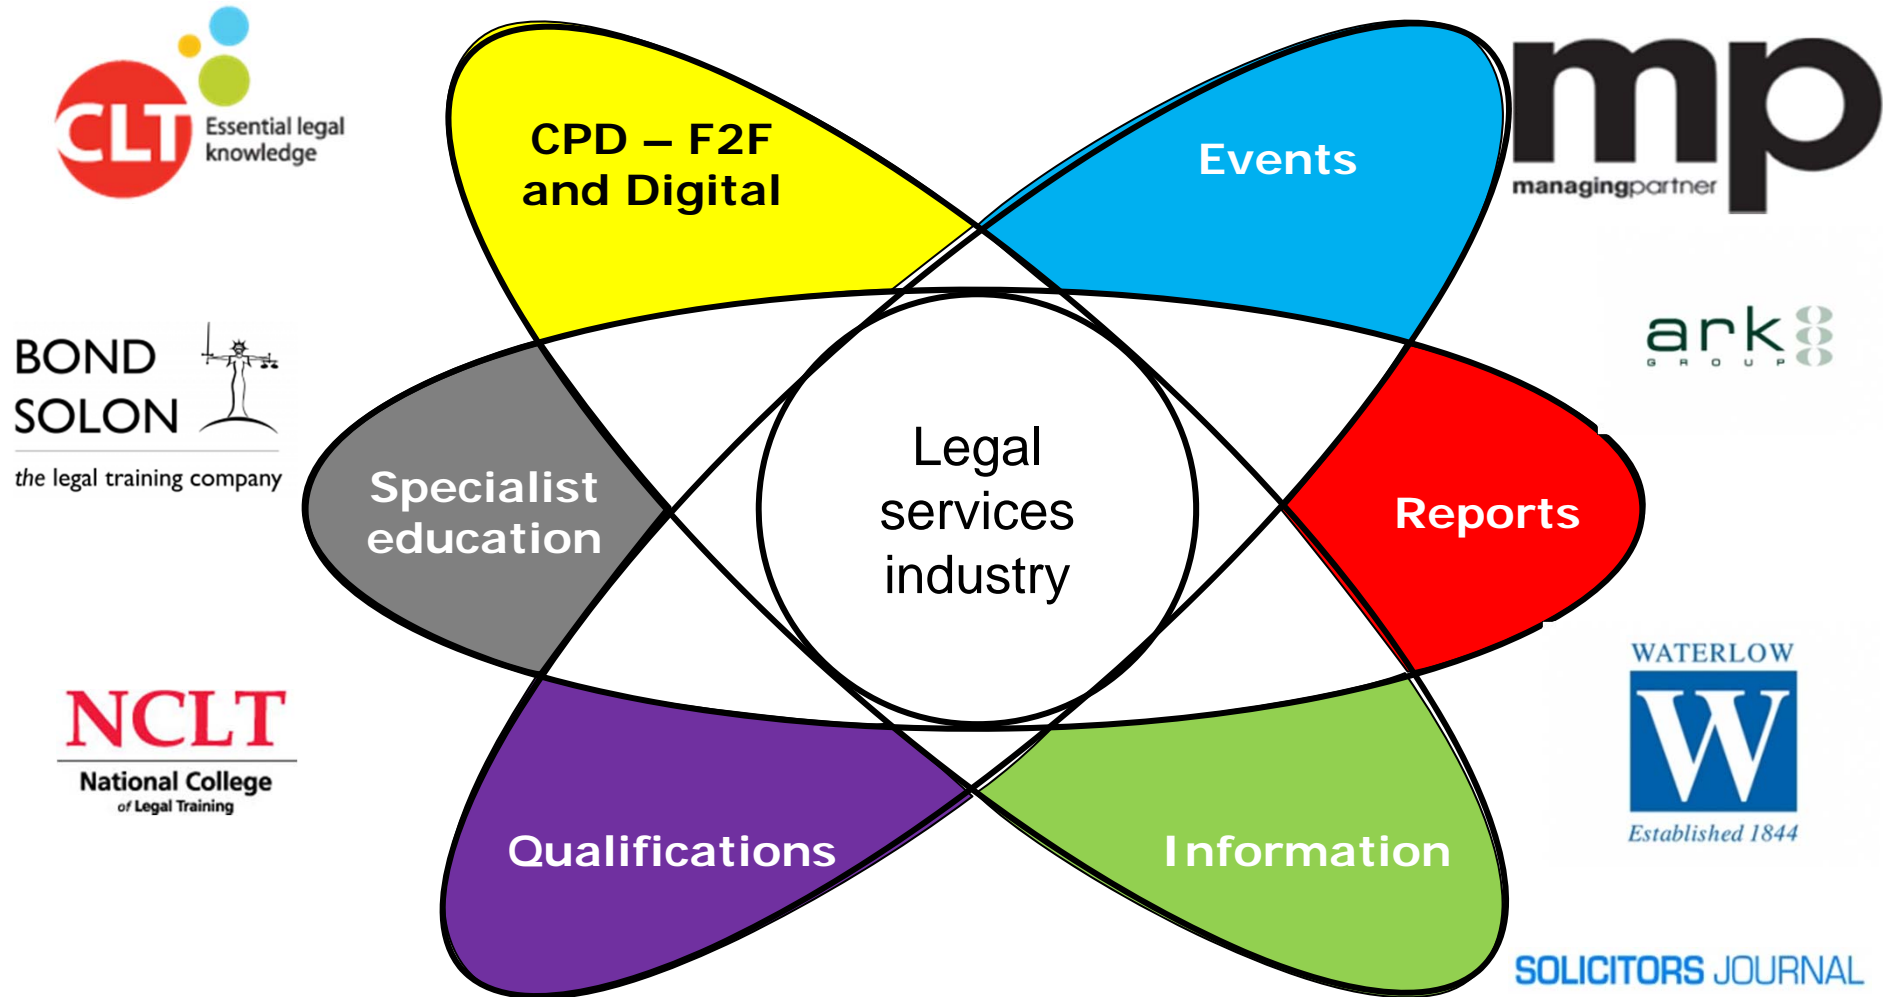 CLT
Essential legal
knowledge
CPD – F2F
and Digital
Events
mp
managingpartner
BOND
SOLON
the legal training company
ark
GROUP
Specialist
education
Legal
services
industry
Reports
NCLT
National College
of Legal Training
WATERLOW
W
Established 1844
Qualifications
Information
SOLICITORS JOURNAL